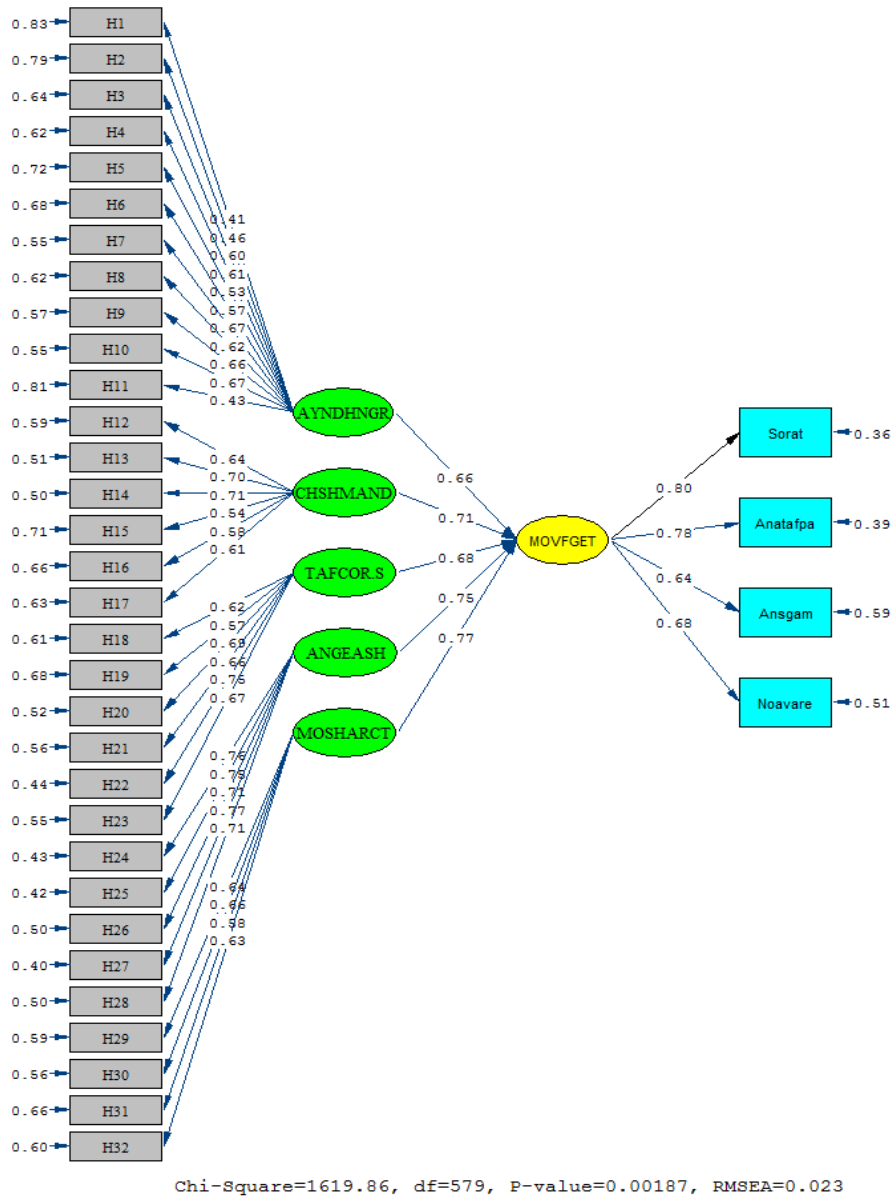 0.83 H1
0.79 H2
0.64 H3
0.62 H4
0.72 H5
0.68 H6
0.55 H7
0.62 H8
0.57 H9
0.55 H10
0.81 H11
0.59 H12
0.51 H13
0.50 H14
0.71 H15
0.66 H16
0.63 H17
0.61 H18
0.68 H19
0.52 H20
0.56 H21
0.44 H22
0.55 H23
0.43 H24
0.42 H25
0.50 H26
0.40 H27
0.50 H28
0.59 H29
0.56 H30
0.66 H31
0.60 H32
0.41
0.46
0.60
0.61
0.53
0.57
0.67
0.62
0.66
0.67
0.43
0.64
0.70
0.71
0.54
0.58
0.61
0.62
0.57
0.69
0.66
0.75
0.67
0.76
0.75
0.71
0.77
0.71
0.64
0.66
0.58
0.63
AYNDHNGR
CHSHMAND
TAFCOR.S
ANGEASH
MOSHARCT
0.66
0.71
0.68
0.75
0.77
MOVFGET
0.80
0.78
0.64
0.68
Sorat 0.36
Anatafpa 0.39
Ansgam 0.59
Noavare 0.51
Chi-Square=1619.86, df=579, P-value=0.00187, RMSEA=0.023